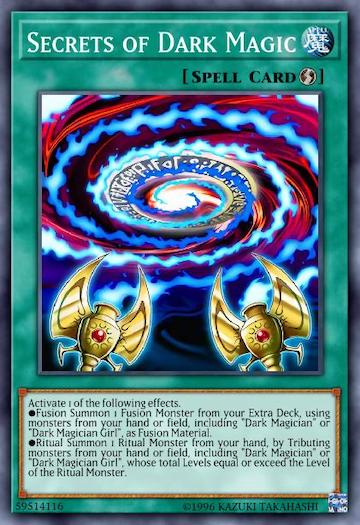 Secrets of Dark Magic 魔
[Spell Card]
Activate 1 of the following effects.
●Fusion Summon 1 Fusion Monster from your Extra Deck, using
monsters from your hand or field, including "Dark Magician" or
"Dark Magician Girl", as Fusion Material.
●Ritual Summon 1 Ritual Monster from your hand, by Tributing
monsters from your hand or field, including "Dark Magician" or
"Dark Magician Girl", whose total Levels equal or exceed the Level
of the Ritual Monster.
59514116
©1996 KAZUKI TAKAHASHI